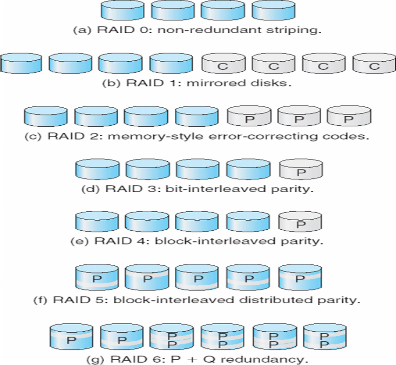 (a) RAID 0: non-redundant striping.
C C C C
(b) RAID 1: mirrored disks.
P P P
(c) RAID 2: memory-style error-correcting codes.
P
(d) RAID 3: bit-interleaved parity.
P
(e) RAID 4: block-interleaved parity.
P P P P P
(f) RAID 5: block-interleaved distributed parity.
P P P P P P
P P P P
(g) RAID 6: P + Q redundancy.